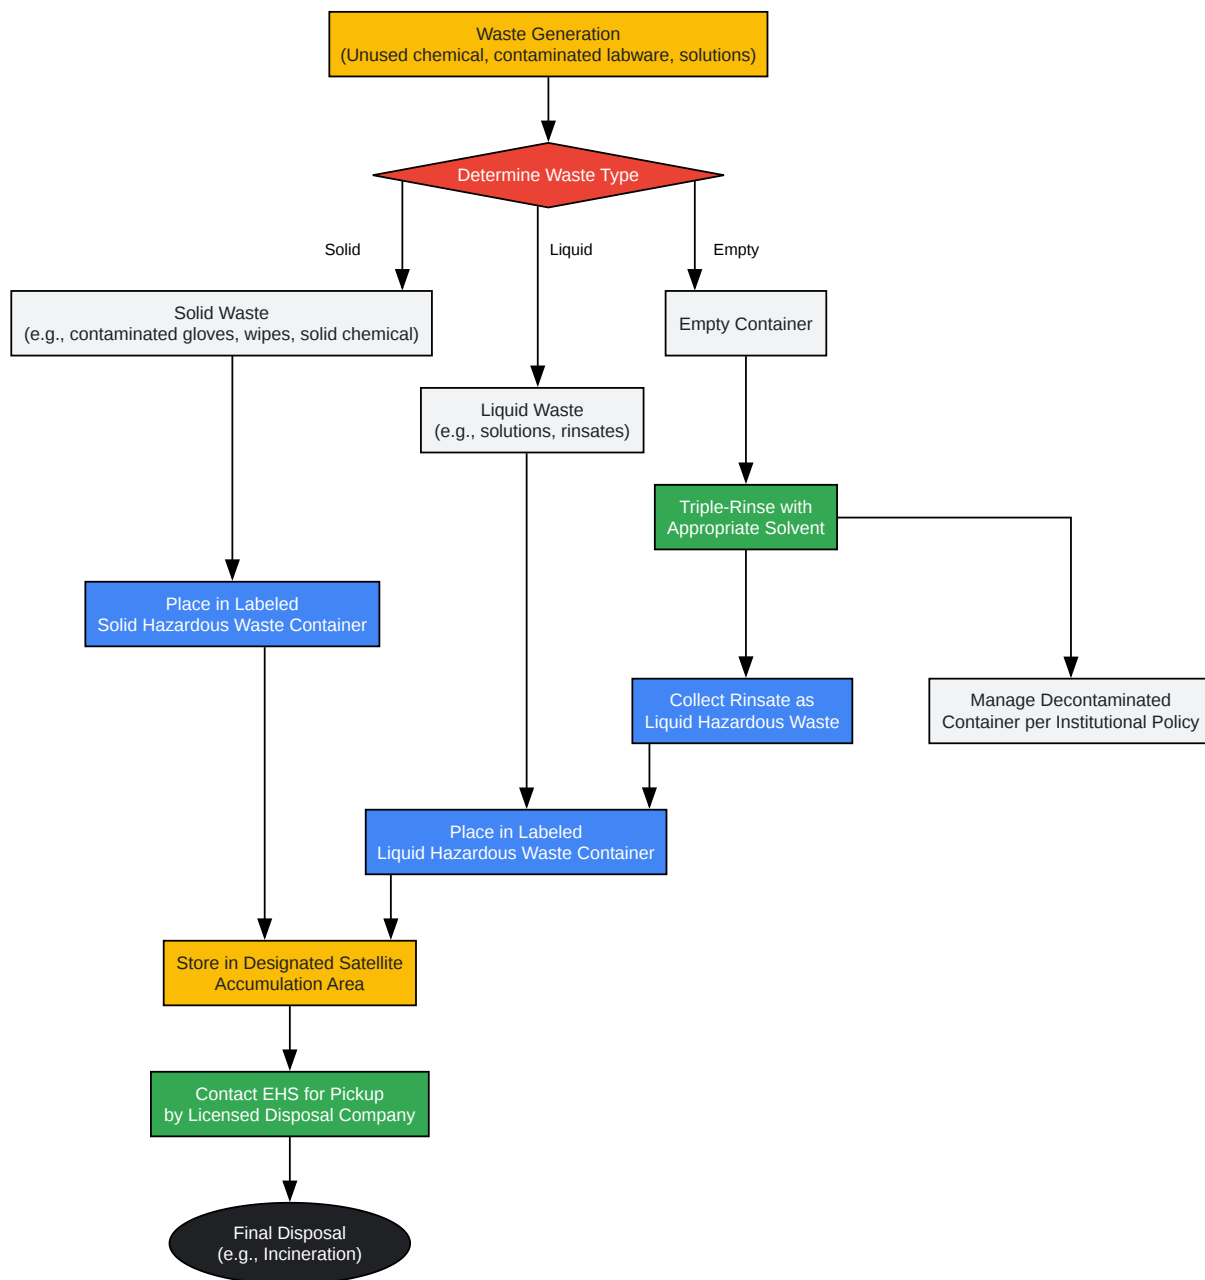 Waste Generation
(Unused chemical, contaminated labware, solutions)
Determine Waste Type
Solid
Liquid
Empty
Solid Waste
(e.g., contaminated gloves, wipes, solid chemical)
Empty Container
Liquid Waste
(e.g., solutions, rinsates)
Triple-Rinse with
Appropriate Solvent
Place in Labeled
Solid Hazardous Waste Container
Collect Rinsate as
Liquid Hazardous Waste
Manage Decontaminated
Container per Institutional Policy
Place in Labeled
Liquid Hazardous Waste Container
Store in Designated Satellite
Accumulation Area
Contact EHS for Pickup
by Licensed Disposal Company
Final Disposal
(e.g., Incineration)